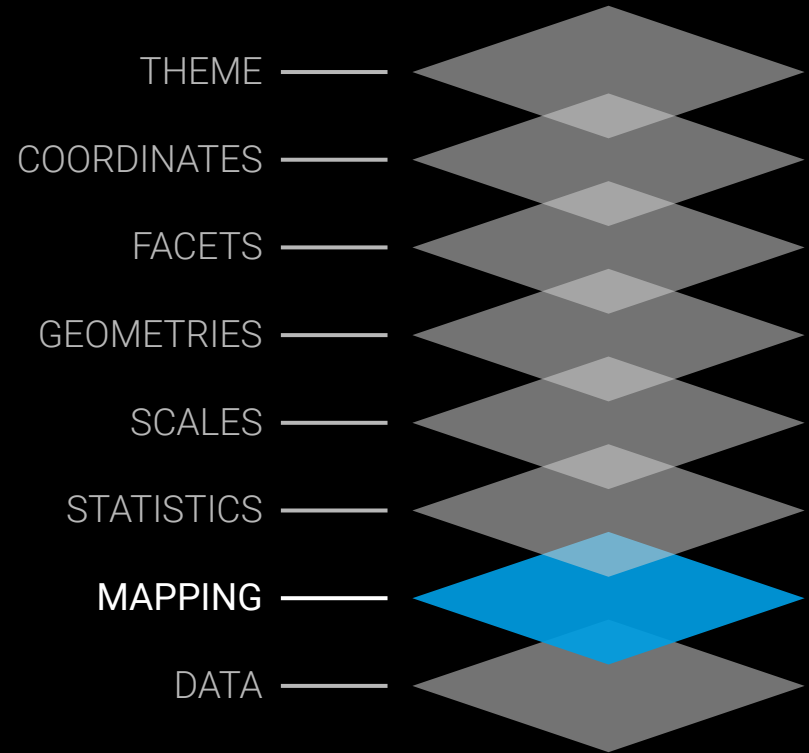 THEME
COORDINATES
FACETS
GEOMETRIES
SCALES
STATISTICS
MAPPING
DATA